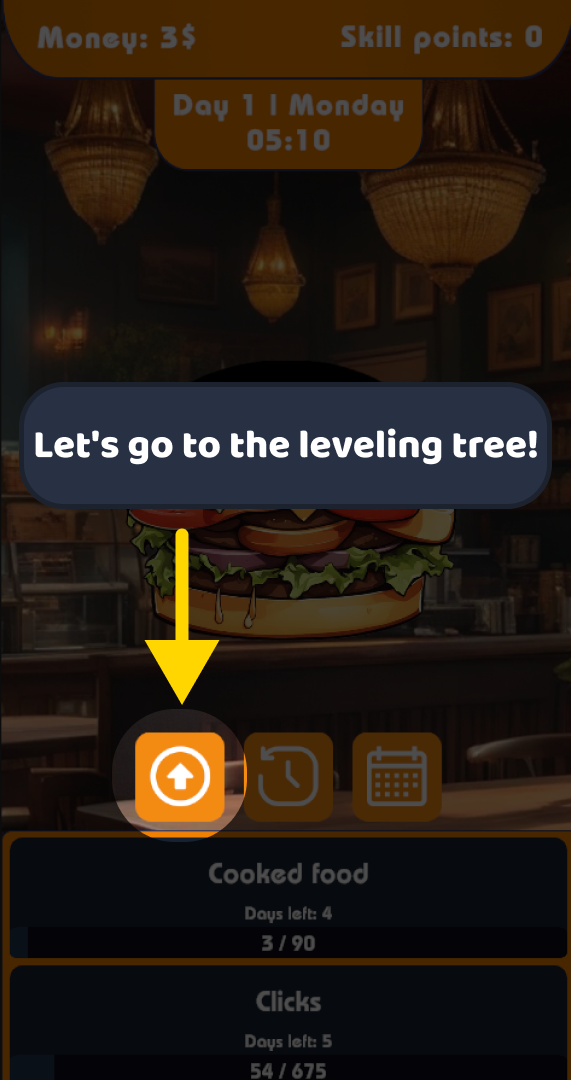 Money: 3$
Skill points: 0
Day 1 | Monday
05:10
Let's go to the leveling tree!
Cooked food
Days left: 4
3 / 90
Clicks
Days left: 5
54 / 675